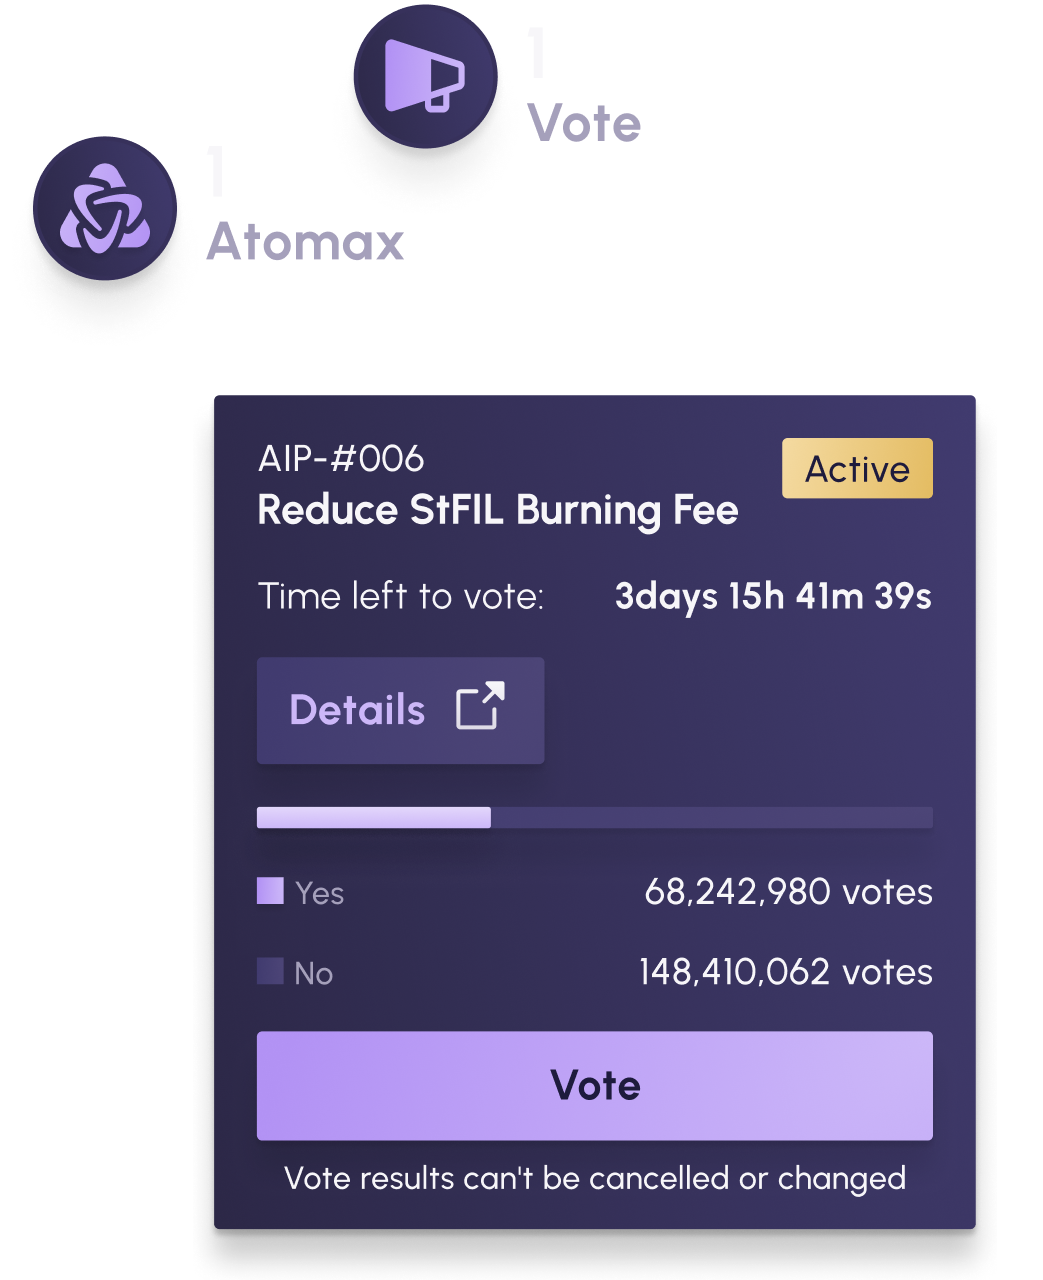 1
Vote
1
Atomax
AIP-#006
Active
Reduce StFIL Burning Fee
Time left to vote: 3days 15h 41m 39s
Details
Yes 68,242,980 votes
No 148,410,062 votes
Vote
Vote results can't be cancelled or changed